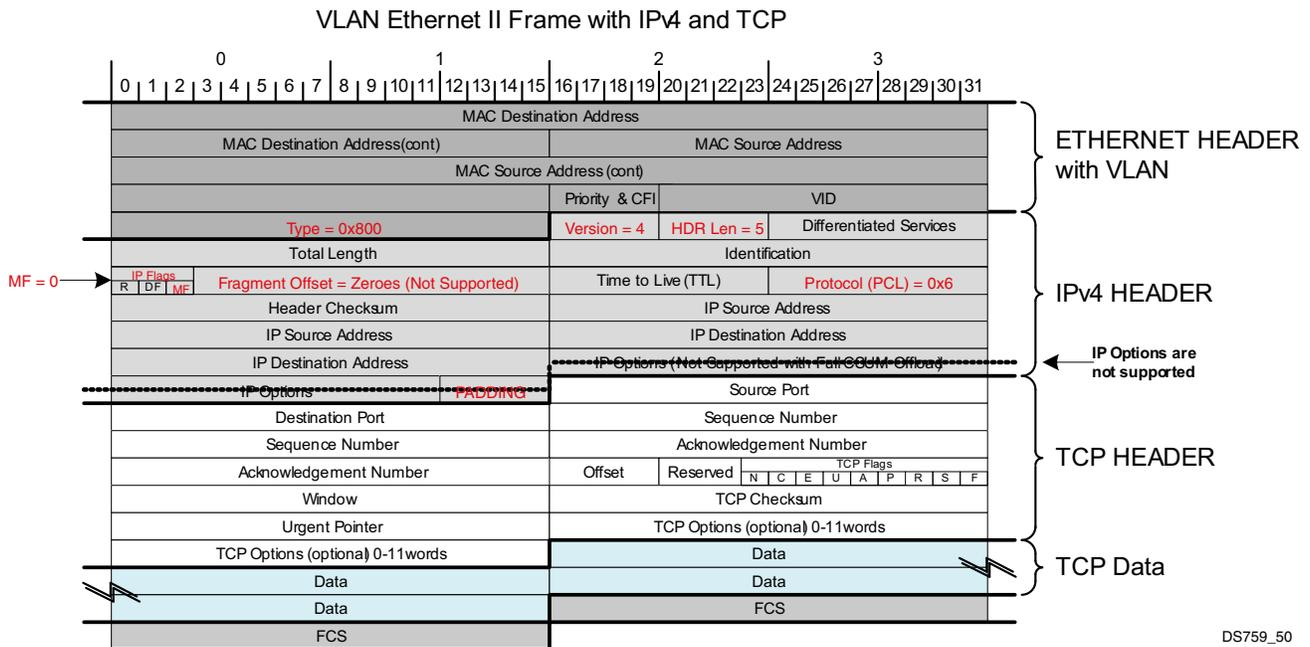 VLAN Ethernet II Frame with IPv4 and TCP
0 1 2 3
0 1 2 3 4 5 6 7 8 9 10 11 12 13 14 15 16 17 18 19 20 21 22 23 24 25 26 27 28 29 30 31
MAC Destination Address
MAC Destination Address(cont) MAC Source Address
MAC Source Address (cont)
Priority & CFI VID
ETHERNET HEADER
with VLAN
Type = 0x800 Version = 4 HDR Len = 5 Differentiated Services
Total Length Identification
MF = 0 IP Flags R DF MF Fragment Offset = Zeroes (Not Supported) Time to Live (TTL) Protocol (PCL) = 0x6
Header Checksum IP Source Address
IP Source Address IP Destination Address
IP Destination Address IP Options (Not Supported with Full CSUM Offload)
IPv4 HEADER
IP Options are
not supported
IP Options PADDING Source Port
Destination Port Sequence Number
Sequence Number Acknowledgement Number
Acknowledgement Number Offset Reserved TCP Flags N C E U A P R S F
Window TCP Checksum
Urgent Pointer TCP Options (optional) 0-11words
TCP HEADER
TCP Options (optional) 0-11words Data
Data Data
TCP Data
Data FCS
FCS
DS759_50